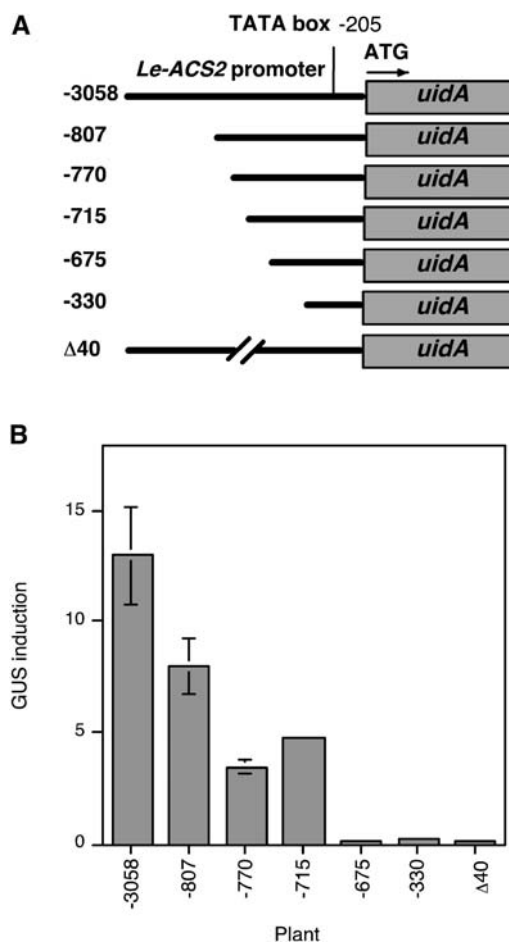 A
TATA box -205
ATG
Le-ACS2 promoter
-3058 uidA
-807 uidA
-770 uidA
-715 uidA
-675 uidA
-330 uidA
Δ40 uidA
B
15
10
5
0
GUS induction
-3058 -807 -770 -715 -675 -330 Δ40
Plant